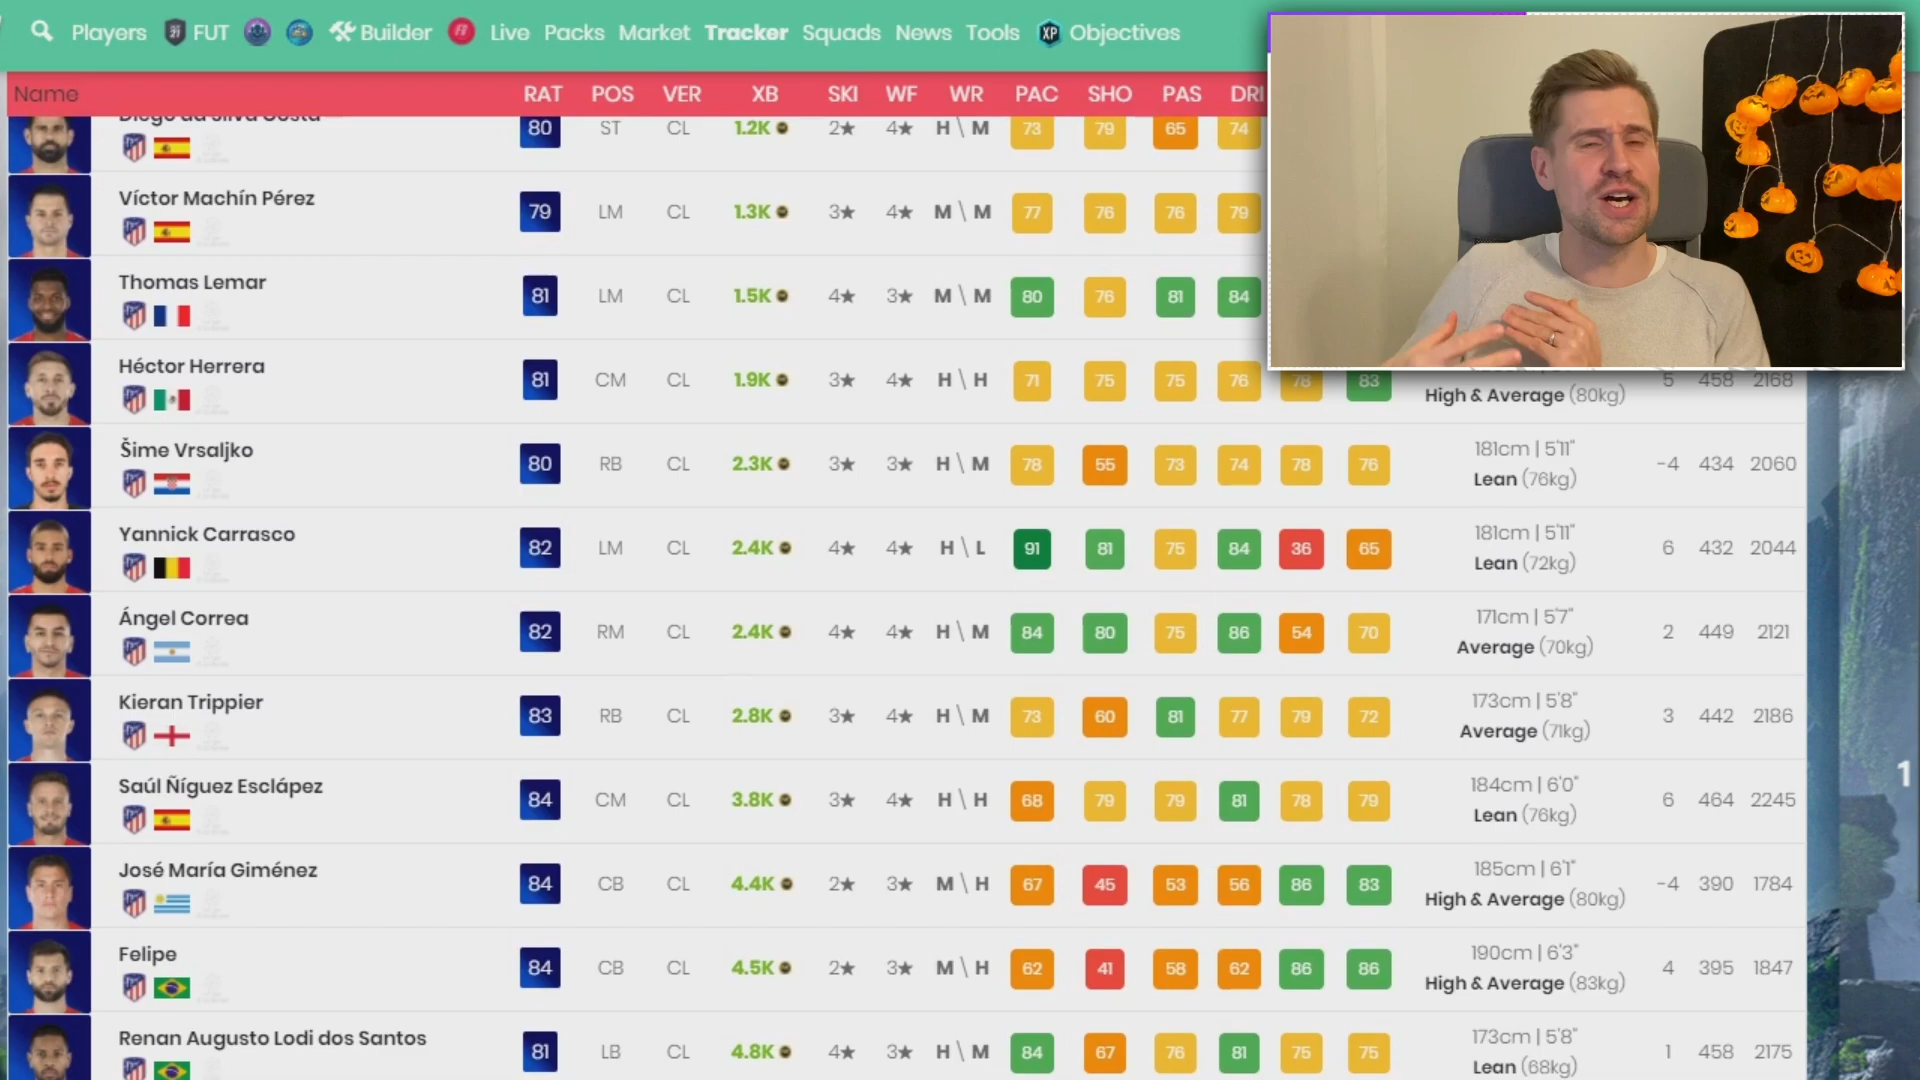 Players FUT Builder Live Packs Market Tracker Squads News Tools XP Objectives
Name RAT POS VER XB SKI WF WR PAC SHO PAS DRI
Diego da Silva Costa 80 ST CL 1.2K 2★ 4★ H \ M 73 79 65 74
Víctor Machín Pérez 79 LM CL 1.3K 3★ 4★ M \ M 77 76 76 79
Thomas Lemar 81 LM CL 1.5K 4★ 3★ M \ M 80 76 81 84
Héctor Herrera 81 CM CL 1.9K 3★ 4★ H \ H 71 75 75 76 78 83 5 458 2168
High & Average (80kg)
Šime Vrsaljko 80 RB CL 2.3K 3★ 3★ H \ M 78 55 73 74 78 76 181cm | 5'11" -4 434 2060
Lean (76kg)
Yannick Carrasco 82 LM CL 2.4K 4★ 4★ H \ L 91 81 75 84 36 65 181cm | 5'11" 6 432 2044
Lean (72kg)
Ángel Correa 82 RM CL 2.4K 4★ 4★ H \ M 84 80 75 86 54 70 171cm | 5'7" 2 449 2121
Average (70kg)
Kieran Trippier 83 RB CL 2.8K 3★ 4★ H \ M 73 60 81 77 79 72 173cm | 5'8" 3 442 2186
Average (71kg)
Saúl Ñíguez Esclápez 84 CM CL 3.8K 3★ 4★ H \ H 68 79 79 81 78 79 184cm | 6'0" 6 464 2245
Lean (76kg)
José María Giménez 84 CB CL 4.4K 2★ 3★ M \ H 67 45 53 56 86 83 185cm | 6'1" -4 390 1784
High & Average (80kg)
Felipe 84 CB CL 4.5K 2★ 3★ M \ H 62 41 58 62 86 86 190cm | 6'3" 4 395 1847
High & Average (83kg)
Renan Augusto Lodi dos Santos 81 LB CL 4.8K 4★ 3★ H \ M 84 67 76 81 75 75 173cm | 5'8" 1 458 2175
Lean (68kg)
1